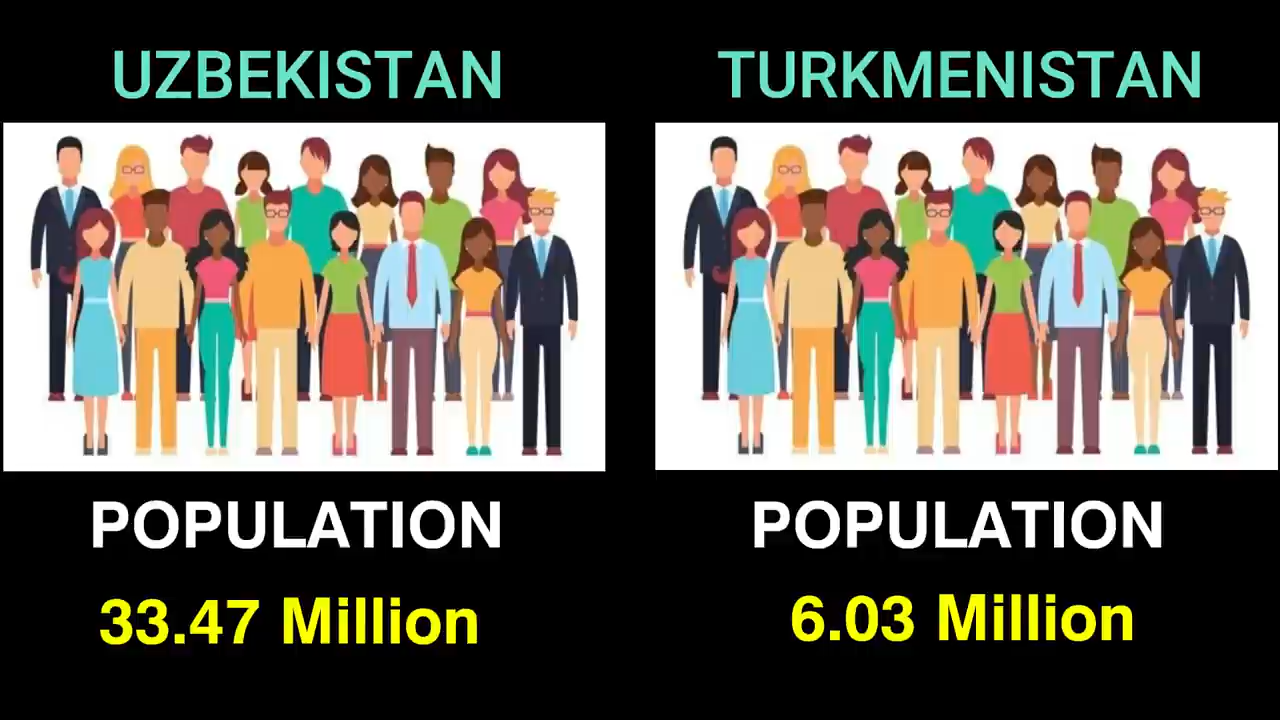 UZBEKISTAN
TURKMENISTAN
POPULATION
POPULATION
33.47 Million
6.03 Million